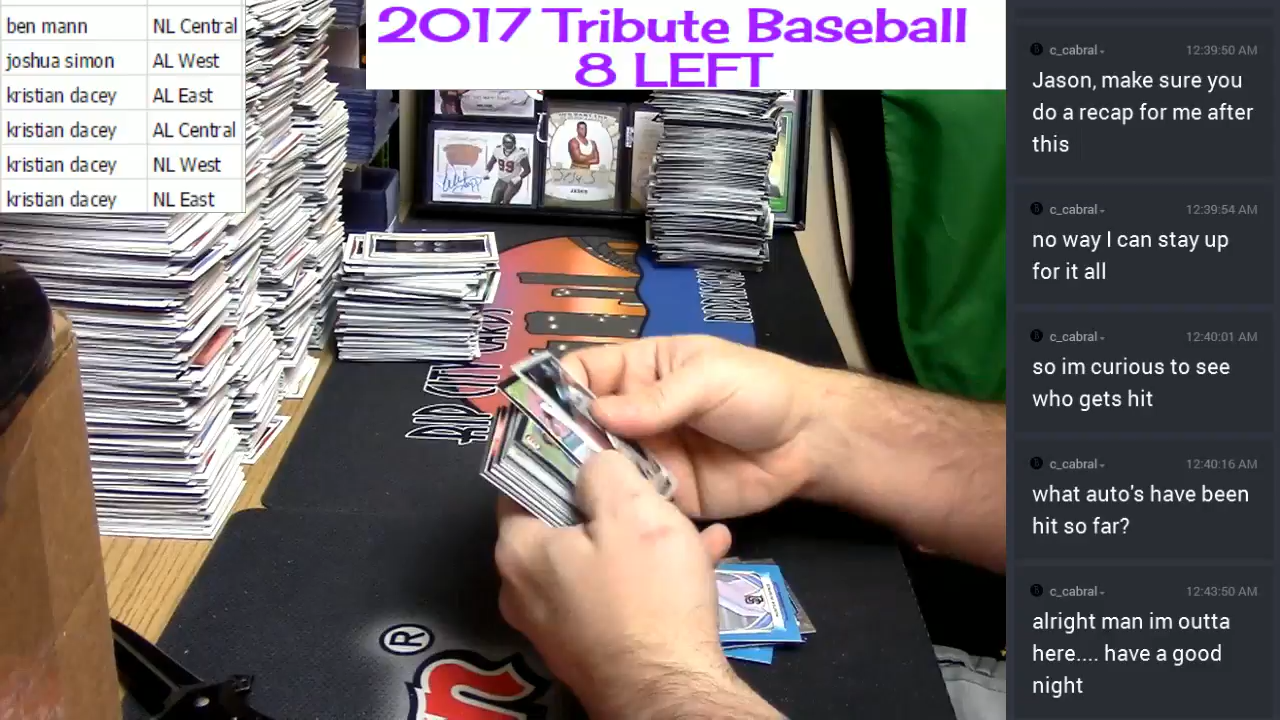 ben mann NL Central
joshua simon AL West
kristian dacey AL East
kristian dacey AL Central
kristian dacey NL West
kristian dacey NL East
2017 Tribute Baseball
8 LEFT
99
RIP CITY CARDS
®
c_cabral 12:39:50 AM
Jason, make sure you
do a recap for me after
this
c_cabral 12:39:54 AM
no way I can stay up
for it all
c_cabral 12:40:01 AM
so im curious to see
who gets hit
c_cabral 12:40:16 AM
what auto's have been
hit so far?
c_cabral 12:43:50 AM
alright man im outta
here.... have a good
night